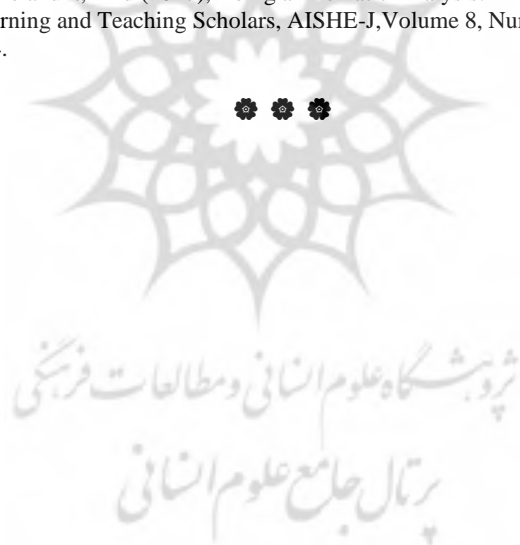 rning and Teaching Scholars, AISHE-J,Volume 8, Nu
پژوهشگاه علوم انسانی و مطالعات فرهنگی
پرتال جامع علوم انسانی